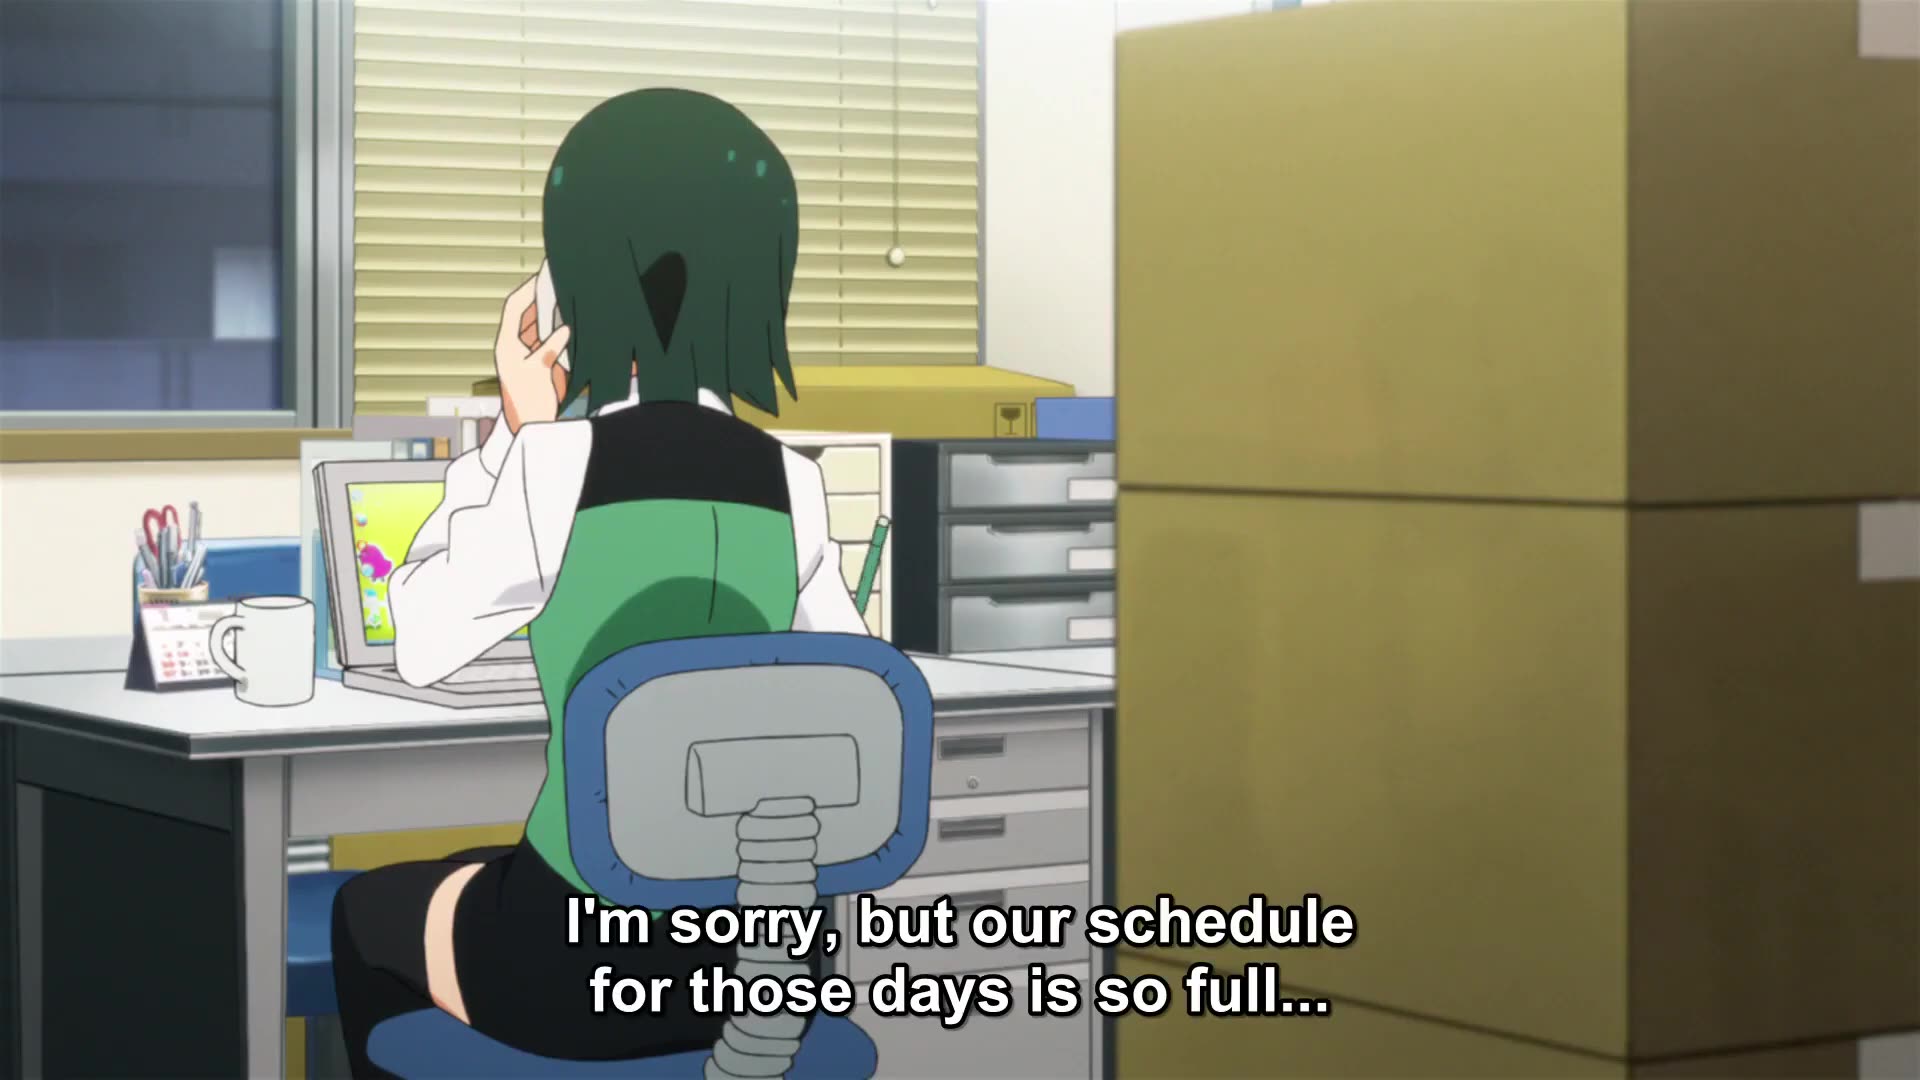 I'm sorry, but our schedule
for those days is so full...